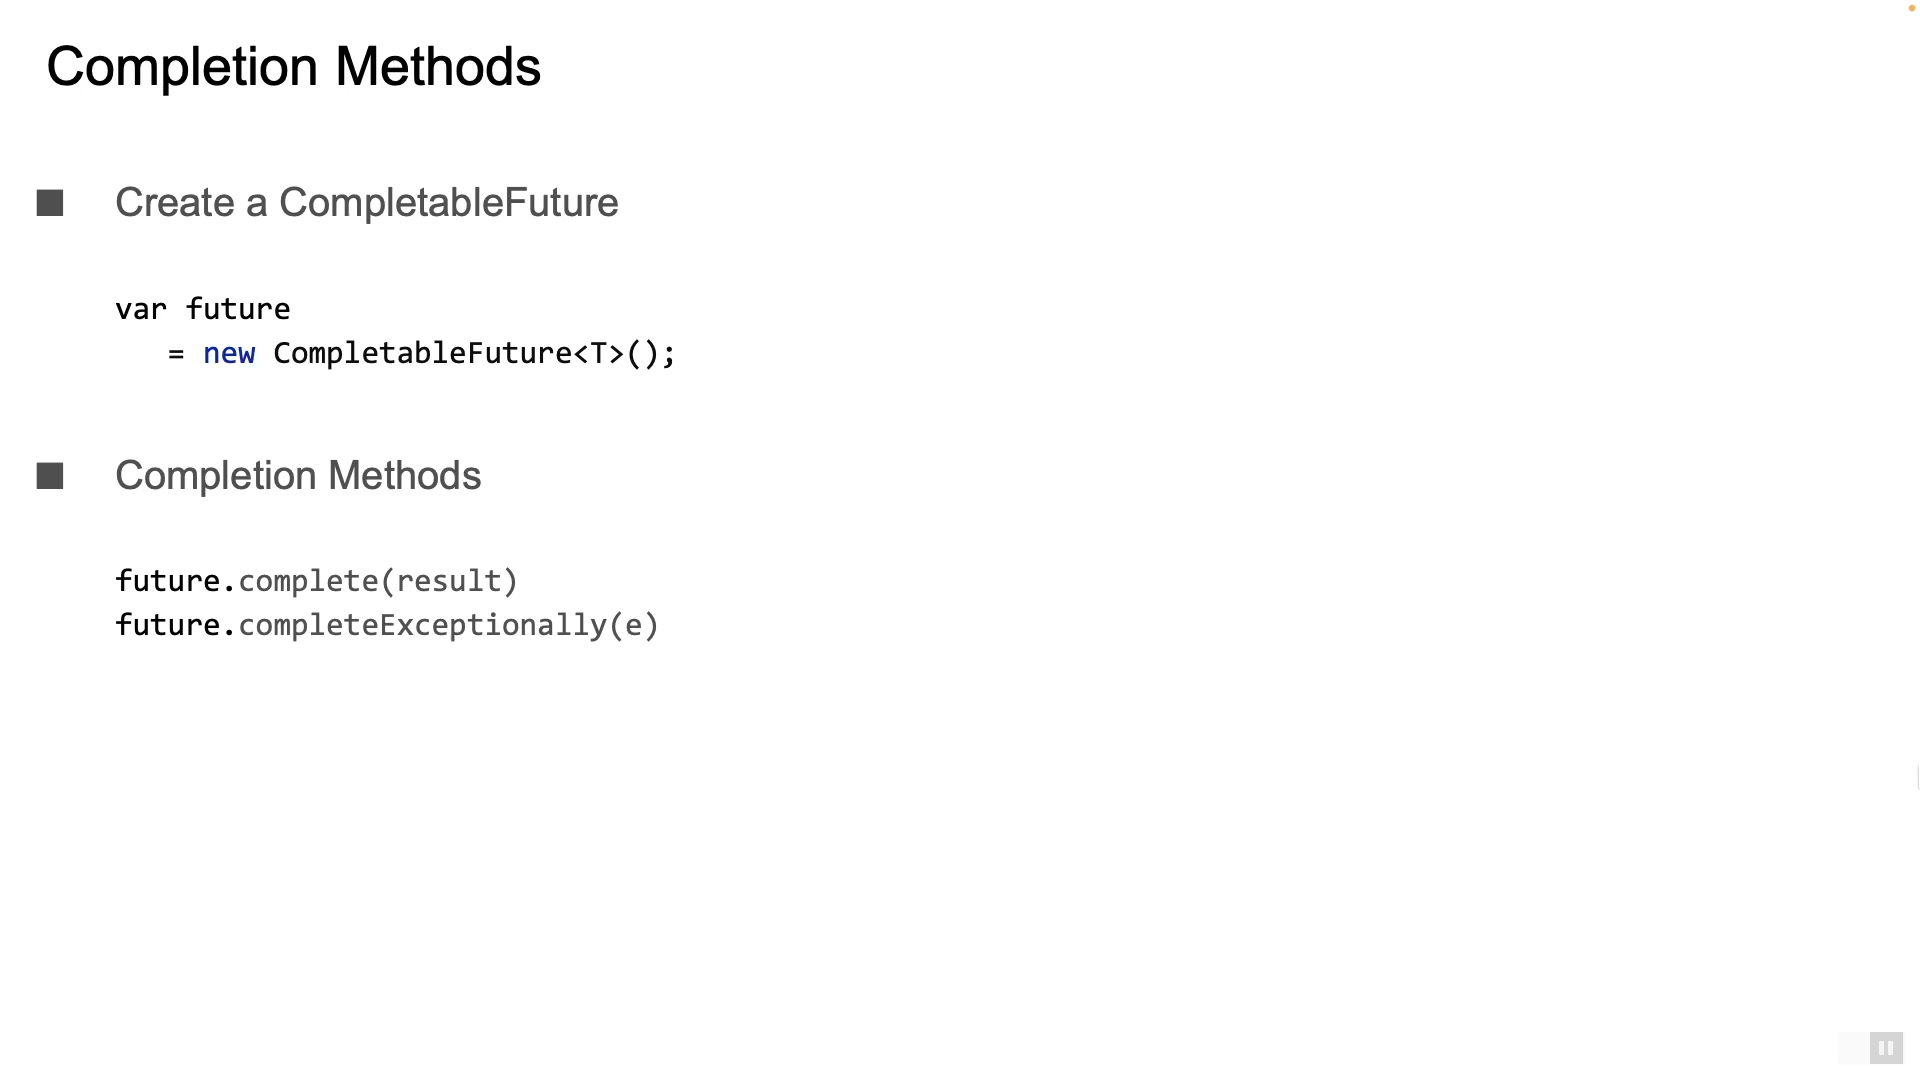 Completion Methods
Create a CompletableFuture
var future
= new CompletableFuture<T>();
Completion Methods
future.complete(result)
future.completeExceptionally(e)